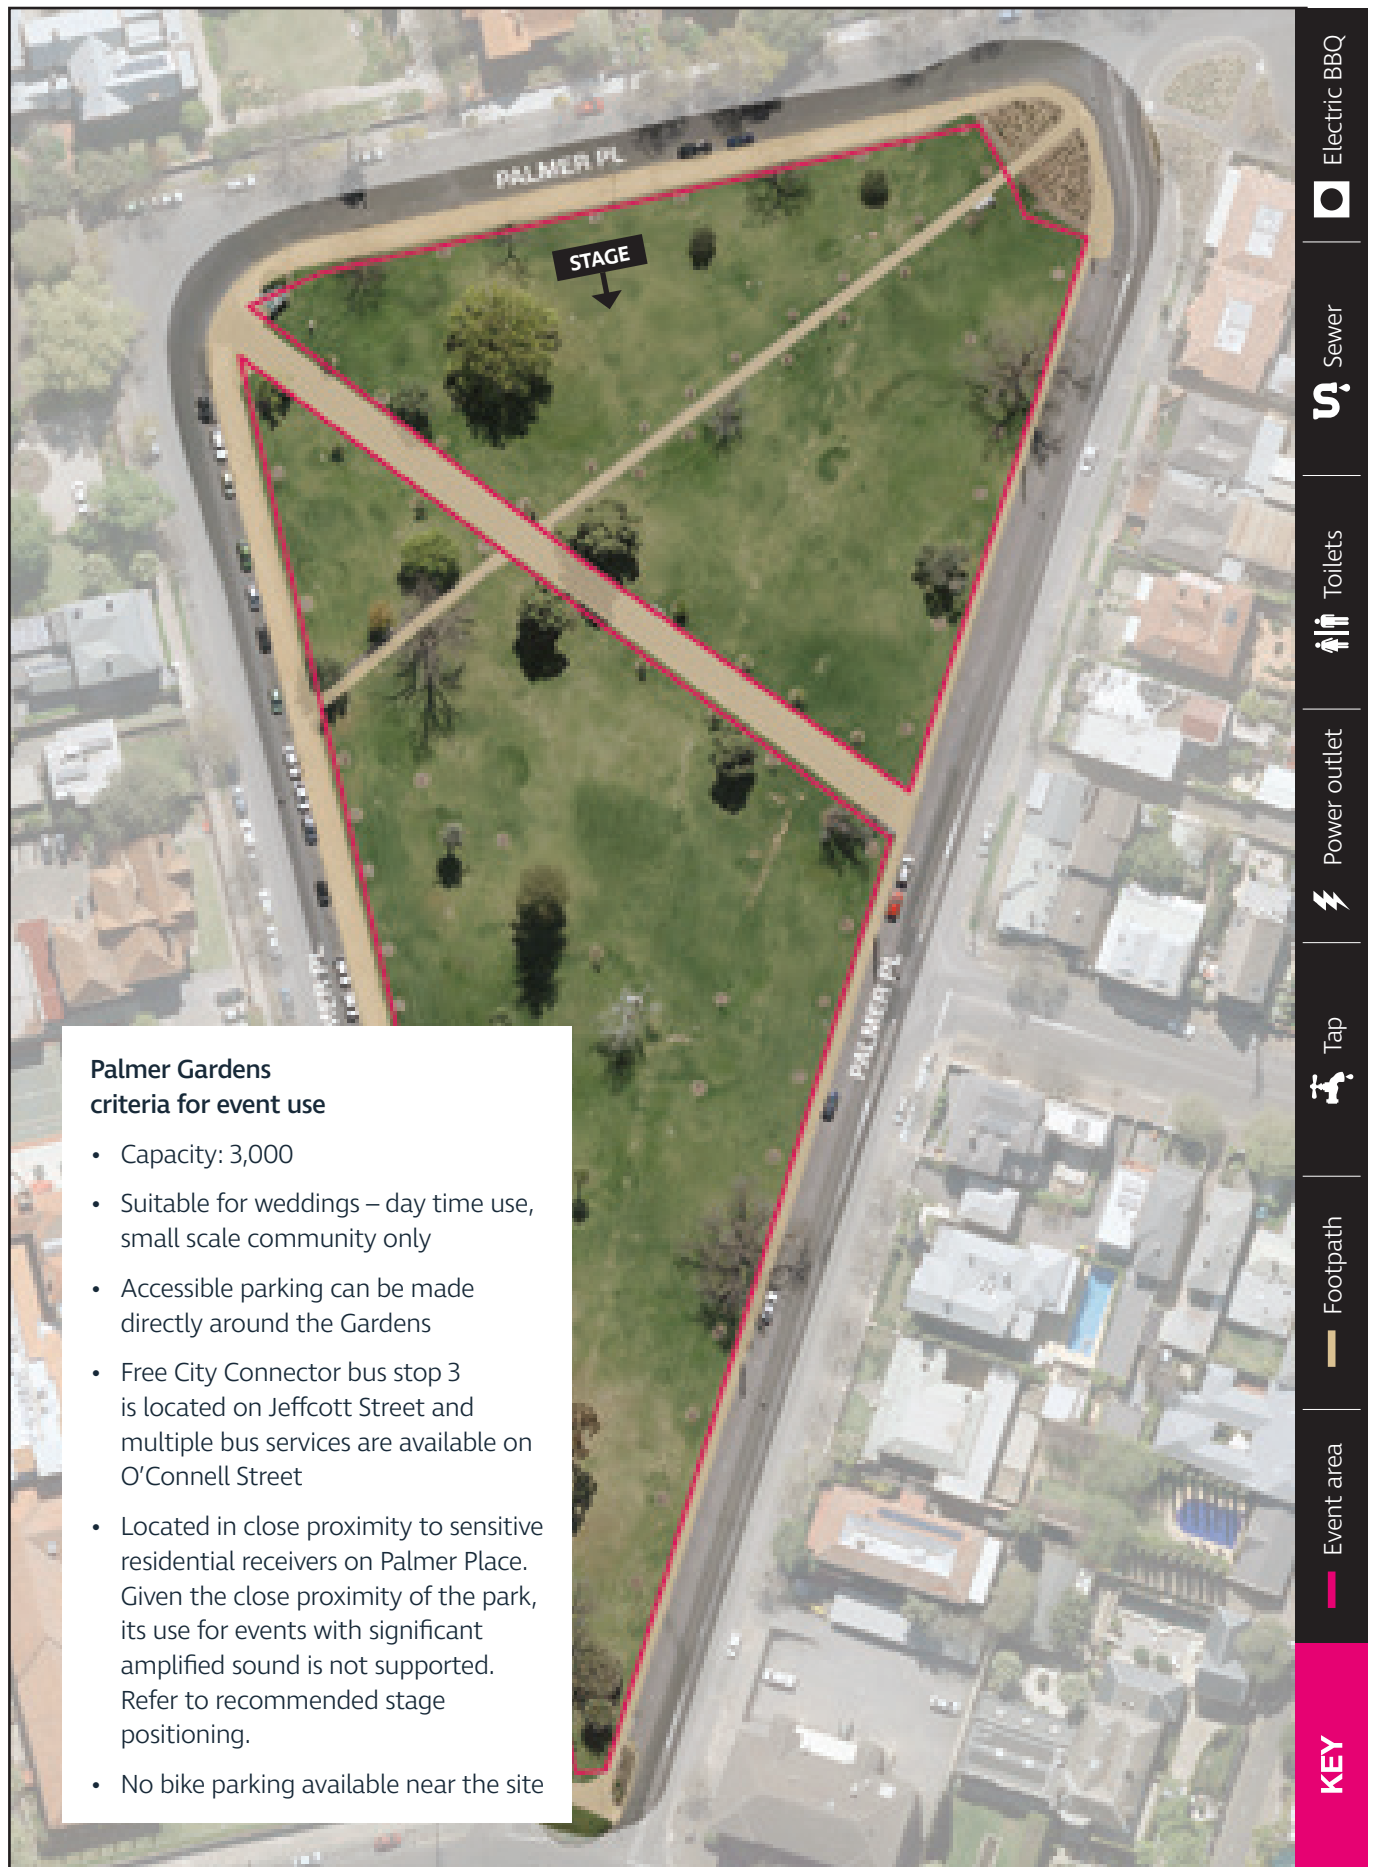 PALMER PL
STAGE
PALMER PL
Palmer Gardens
criteria for event use
• Capacity: 3,000
• Suitable for weddings – day time use,
small scale community only
• Accessible parking can be made
directly around the Gardens
• Free City Connector bus stop 3
is located on Jeffcott Street and
multiple bus services are available on
O’Connell Street
• Located in close proximity to sensitive
residential receivers on Palmer Place.
Given the close proximity of the park,
its use for events with significant
amplified sound is not supported.
Refer to recommended stage
positioning.
• No bike parking available near the site
KEY
Event area
Footpath
Tap
Power outlet
Toilets
Sewer
Electric BBQ